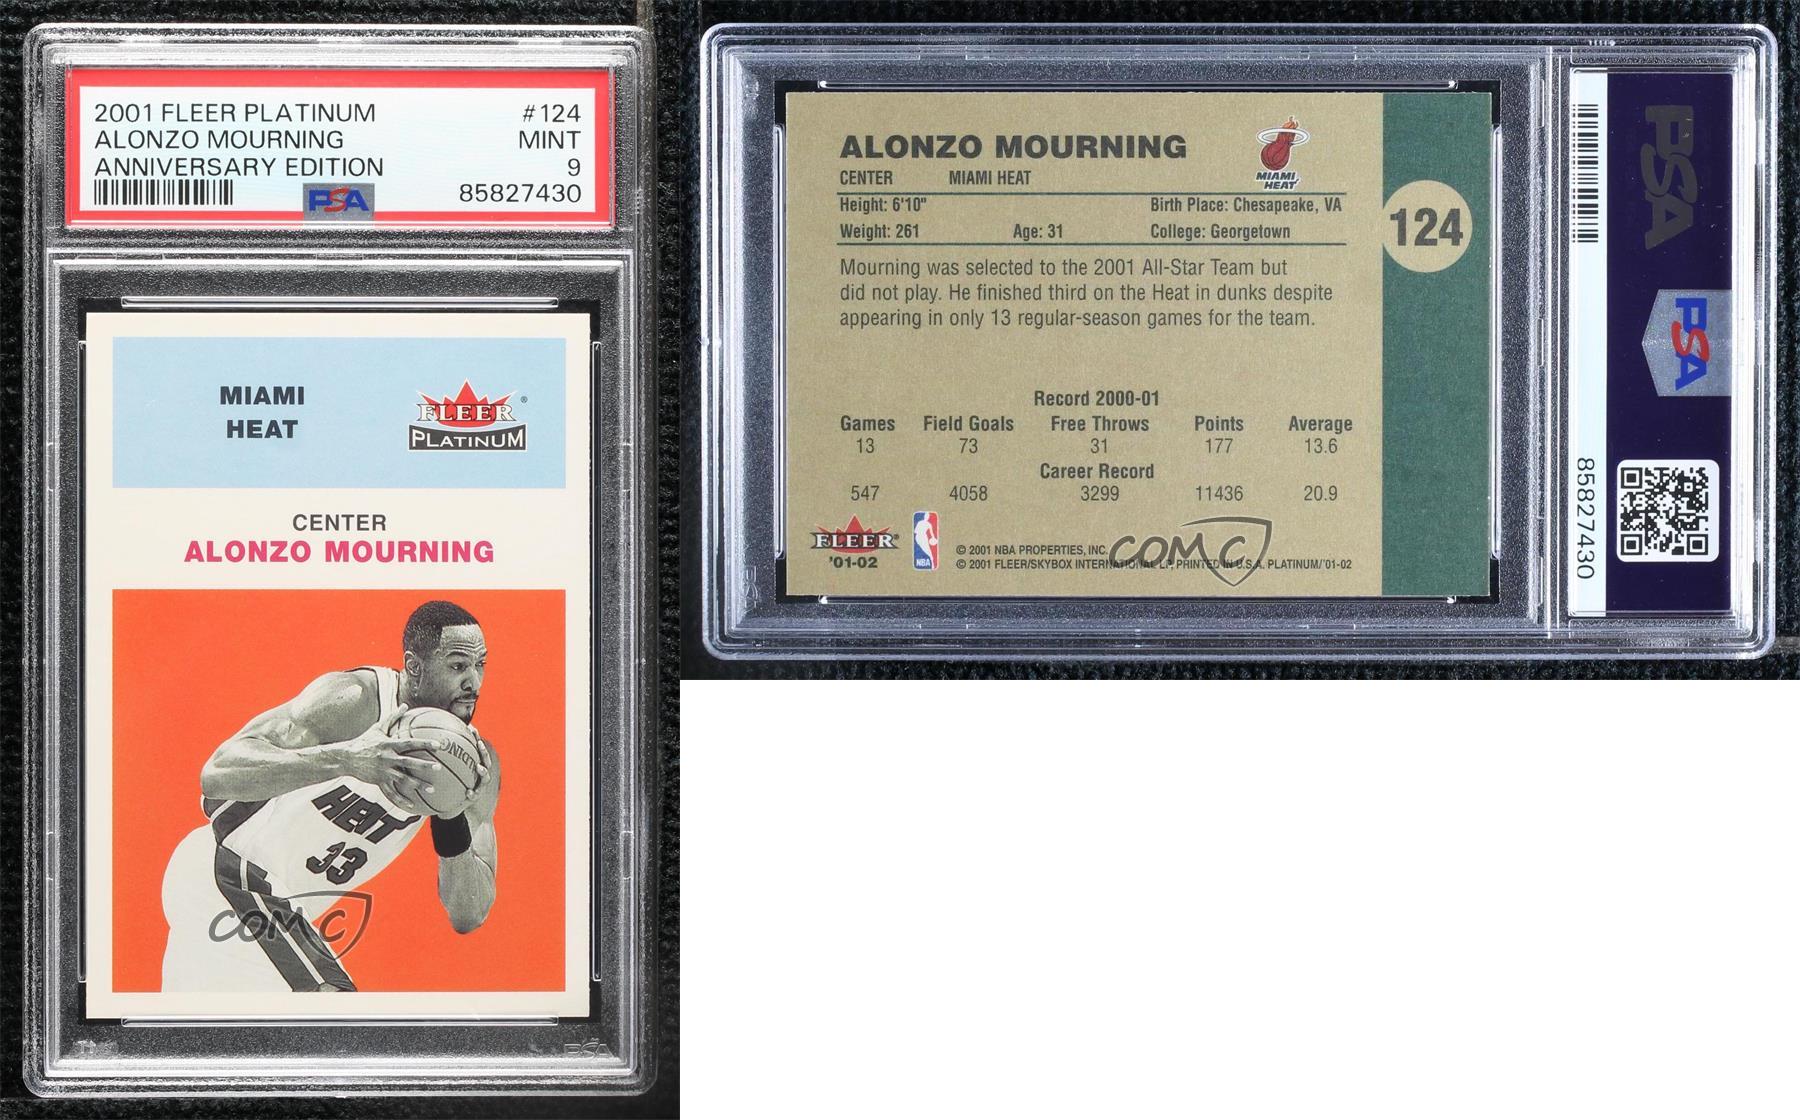 2001 FLEER PLATINUM #124
ALONZO MOURNING MINT
ANNIVERSARY EDITION 9
PSA 85827430
MIAMI
HEAT
FLEER®
PLATINUM
CENTER
ALONZO MOURNING
SPALDING
HEAT
33
COMC
PSA
ALONZO MOURNING
MIAMI
HEAT
CENTER MIAMI HEAT
Height: 6'10" Birth Place: Chesapeake, VA
Weight: 261 Age: 31 College: Georgetown
124
Mourning was selected to the 2001 All-Star Team but
did not play. He finished third on the Heat in dunks despite
appearing in only 13 regular-season games for the team.
Record 2000-01
Games Field Goals Free Throws Points Average
13 73 31 177 13.6
Career Record
547 4058 3299 11436 20.9
FLEER®
'01-02
NBA
© 2001 NBA PROPERTIES, INC.
© 2001 FLEER/SKYBOX INTERNATIONAL LP, PRINTED IN U.S.A. PLATINUM/'01-02
COMC
PSA
PSA
85827430